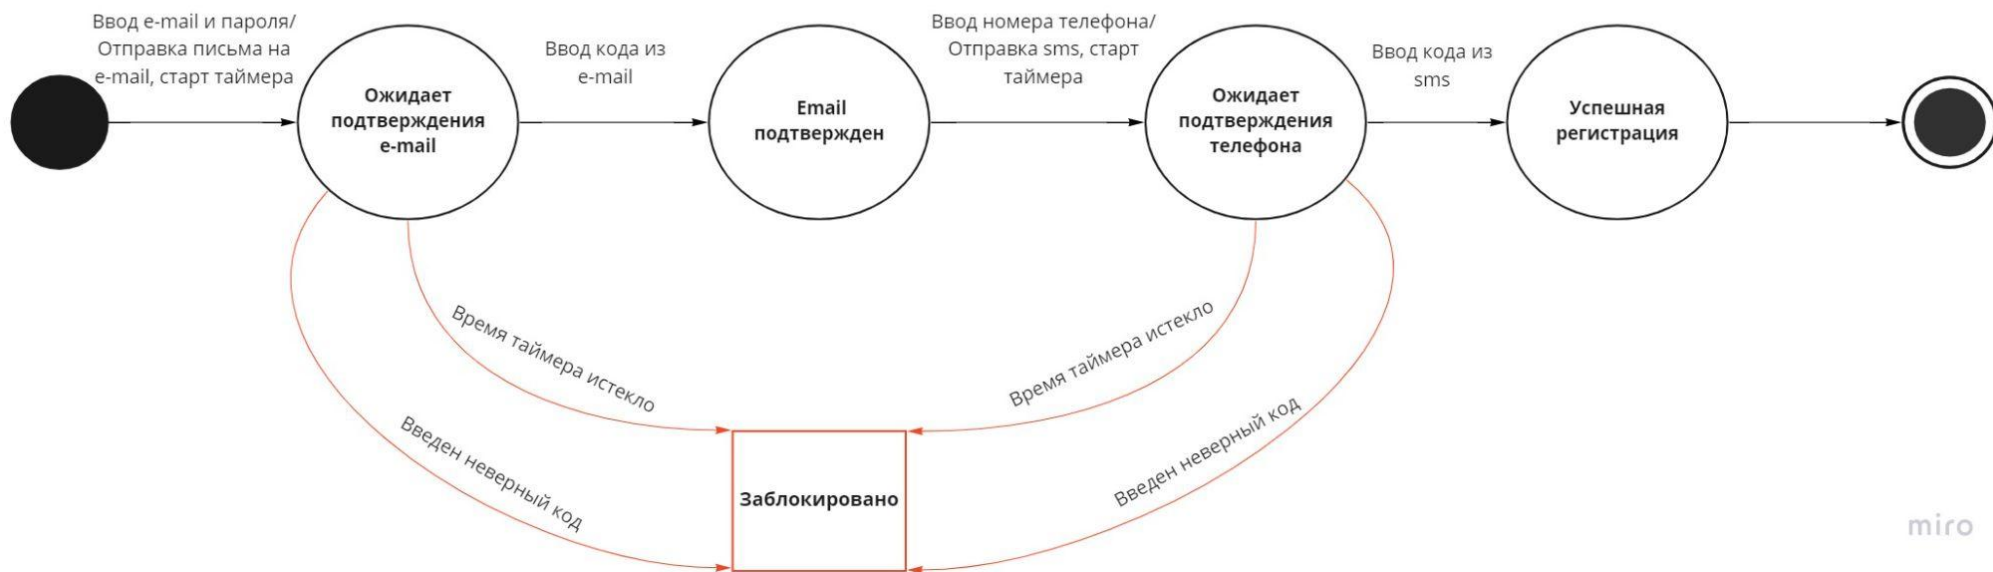 Ввод e-mail и пароля/
Отправка письма на
e-mail, старт таймера
Ожидает
подтверждения
e-mail
Ввод кода из
e-mail
Email
подтвержден
Ввод номера телефона/
Отправка sms, старт
таймера
Ожидает
подтверждения
телефона
Ввод кода из
sms
Успешная
регистрация
Время таймера истекло
Время таймера истекло
Введен неверный код
Введен неверный код
Заблокировано
miro